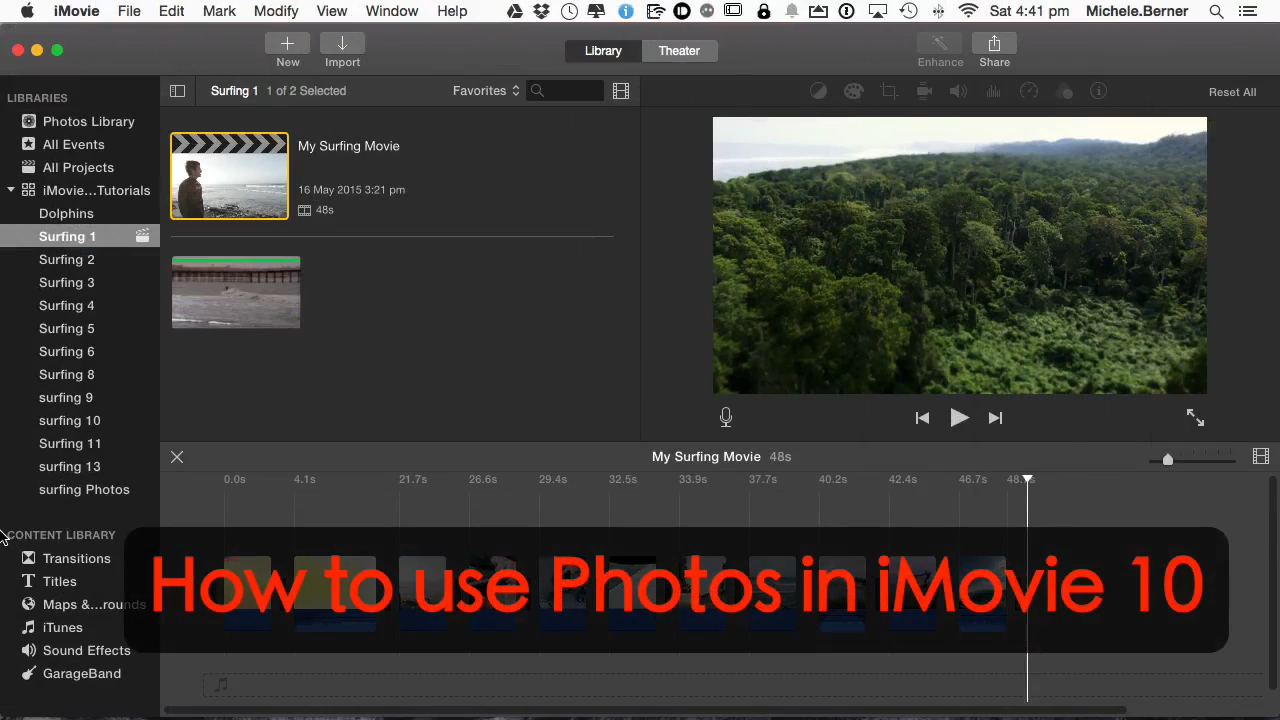 iMovie File Edit Mark Modify View Window Help Sat 4:41 pm Michele.Berner
New Import Library Theater Enhance Share
LIBRARIES
Photos Library
All Events
All Projects
iMovie...Tutorials
Dolphins
Surfing 1
Surfing 2
Surfing 3
Surfing 4
Surfing 5
Surfing 6
Surfing 8
surfing 9
surfing 10
Surfing 11
surfing 13
surfing Photos
CONTENT LIBRARY
Transitions
Titles
Maps &...rounds
iTunes
Sound Effects
GarageBand
Surfing 1 1 of 2 Selected Favorites
My Surfing Movie
16 May 2015 3:21 pm
48s
Reset All
My Surfing Movie 48s
0.0s 4.1s 21.7s 26.6s 29.4s 32.5s 33.9s 37.7s 40.2s 42.4s 46.7s
How to use Photos in iMovie 10